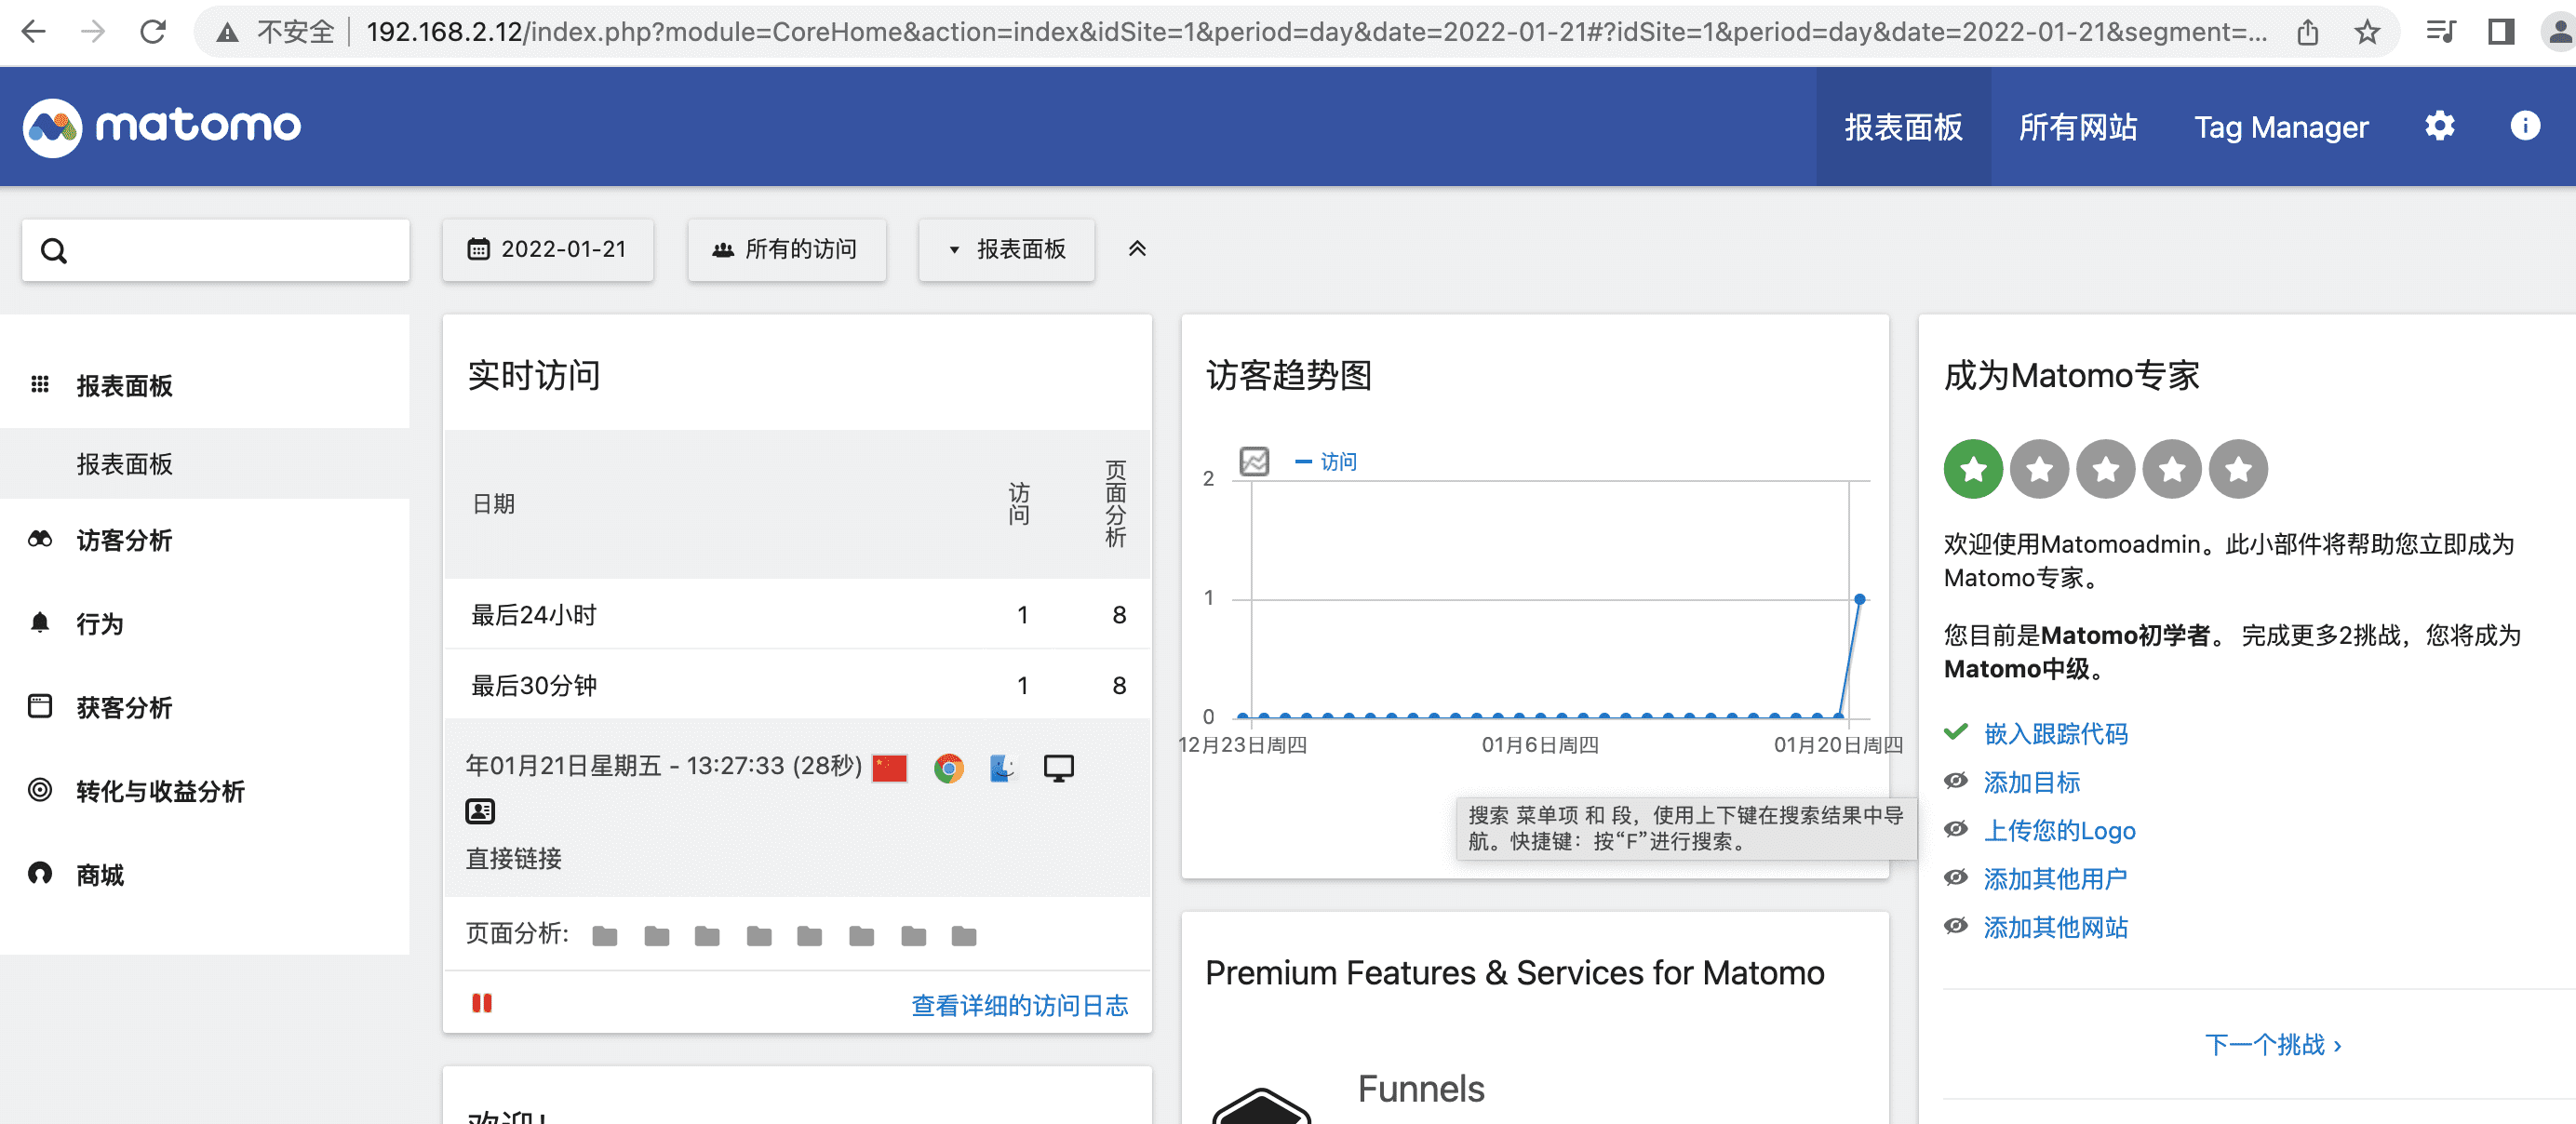 不安全 192.168.2.12/index.php?module=CoreHome&action=index&idSite=1&period=day&date=2022-01-21#?idSite=1&period=day&date=2022-01-21&segment=...
matomo
报表面板 所有网站 Tag Manager
2022-01-21 所有的访问 报表面板
报表面板
报表面板
访客分析
行为
获客分析
转化与收益分析
商城
实时访问
日期 访问 页面分析
最后24小时 1 8
最后30分钟 1 8
年01月21日星期五 - 13:27:33 (28秒)
直接链接
页面分析:
查看详细的访问日志
欢迎!
访客趋势图
访问
2
1
0
12月23日周四 01月6日周四 01月20日周四
搜索 菜单项 和 段，使用上下键在搜索结果中导
航。快捷键：按“F”进行搜索。
Premium Features & Services for Matomo
Funnels
成为Matomo专家
欢迎使用Matomoadmin。此小部件将帮助您立即成为
Matomo专家。
您目前是Matomo初学者。 完成更多2挑战，您将成为
Matomo中级。
嵌入跟踪代码
添加目标
上传您的Logo
添加其他用户
添加其他网站
下一个挑战 ›